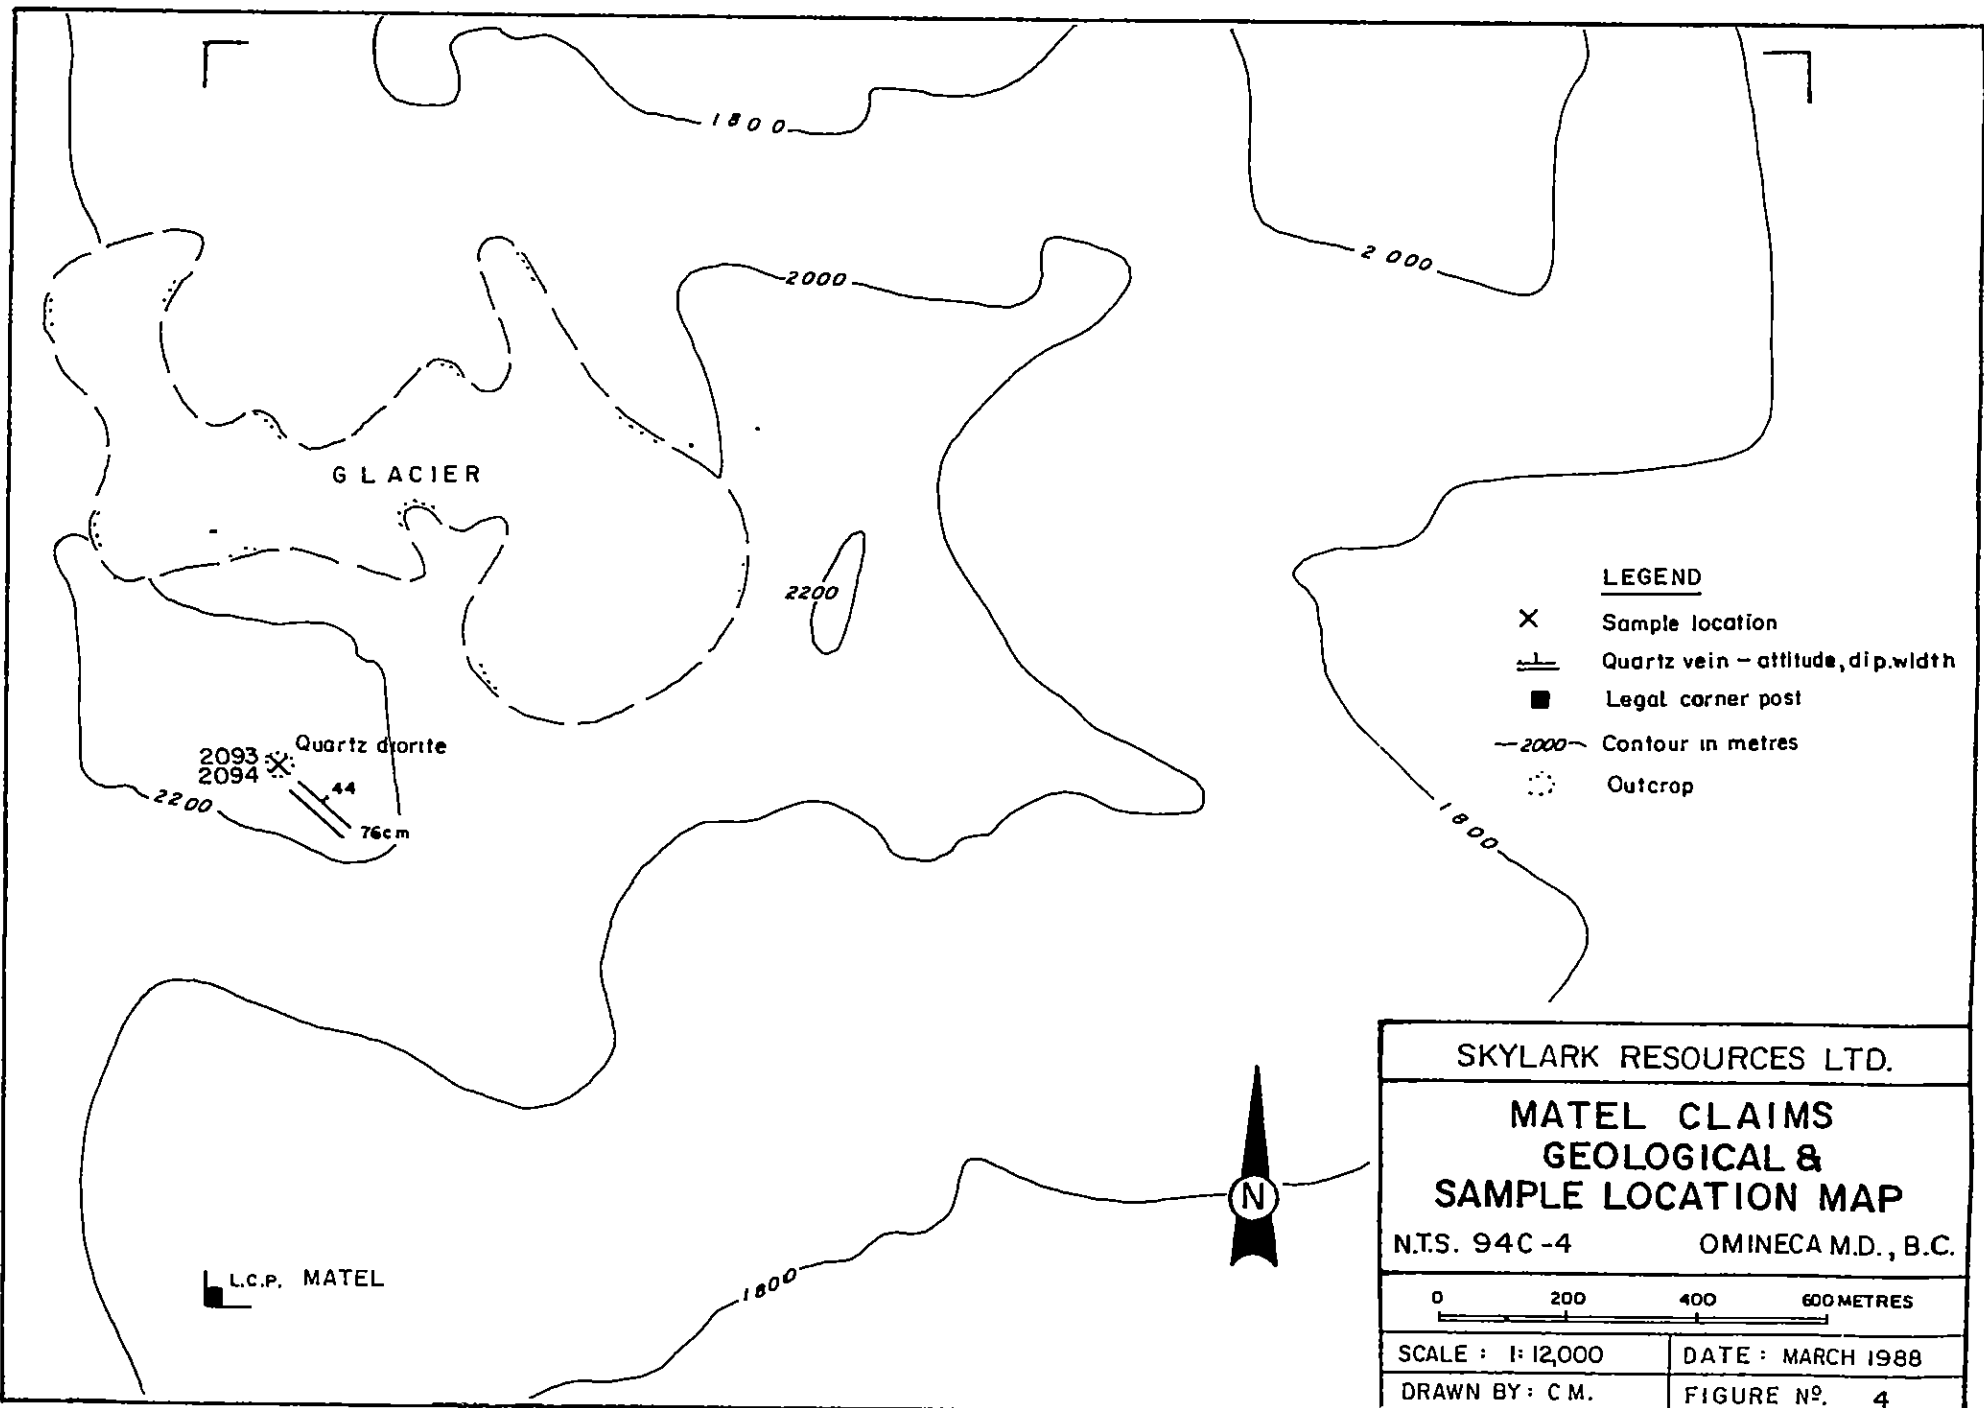 1800
2000
2 000
GLACIER
2200
LEGEND
Sample location
Quartz vein - attitude, dip. width
Legal corner post
2000 Contour in metres
Outcrop
Quartz diorite
2093
2094
44
76cm
2200
1800
SKYLARK RESOURCES LTD.
MATEL CLAIMS
GEOLOGICAL &
SAMPLE LOCATION MAP
N.T.S. 94C-4 OMINECA M.D., B.C.
N
L.C.P. MATEL
1800
0 200 400 600 METRES
SCALE : 1:12,000 DATE : MARCH 1988
DRAWN BY: C M. FIGURE Nº. 4